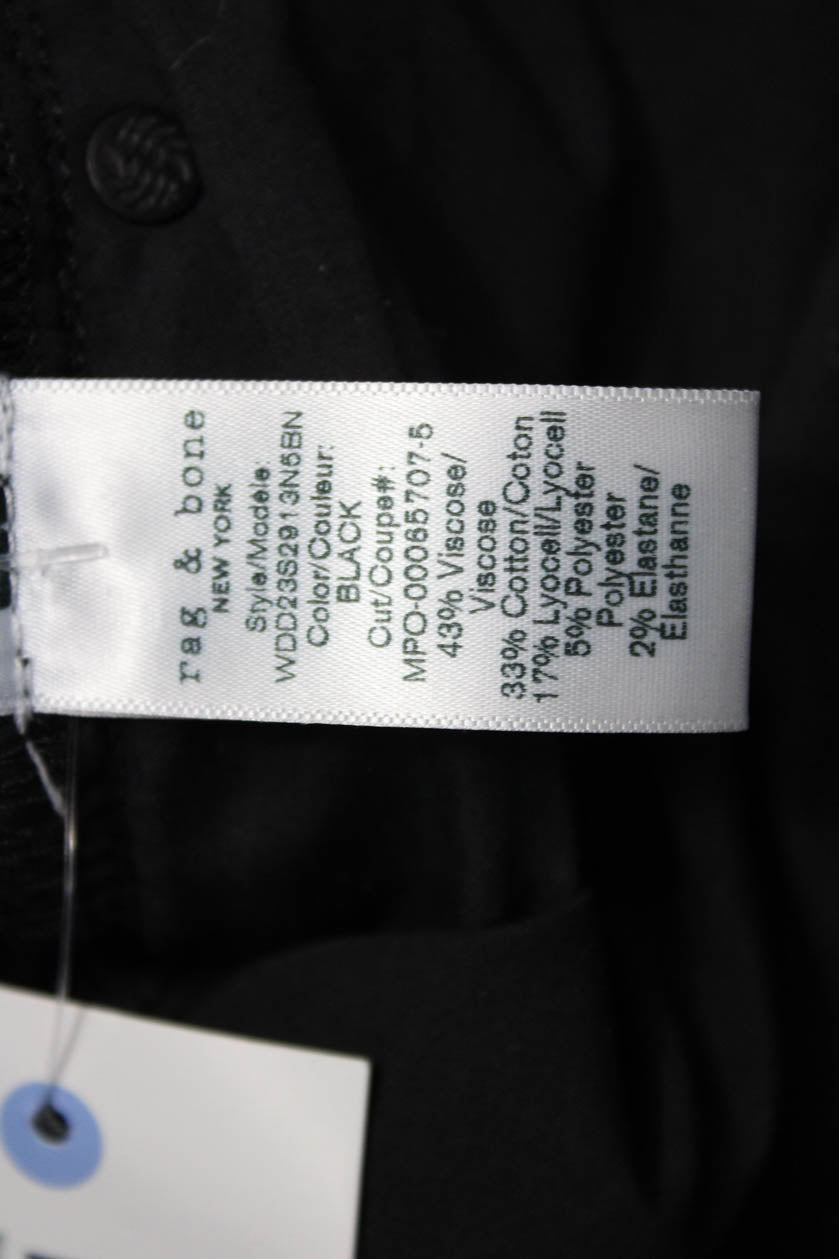 rag & bone
NEW YORK
Style/Modèle:
WDD23S2913N5BN
Color/Couleur:
BLACK
Cut/Coupe#:
MPO-00065707-5
43% Viscose/
Viscose
33% Cotton/Coton
17% Lyocell/Lyocell
5% Polyester
Polyester
2% Elastane/
Elasthanne